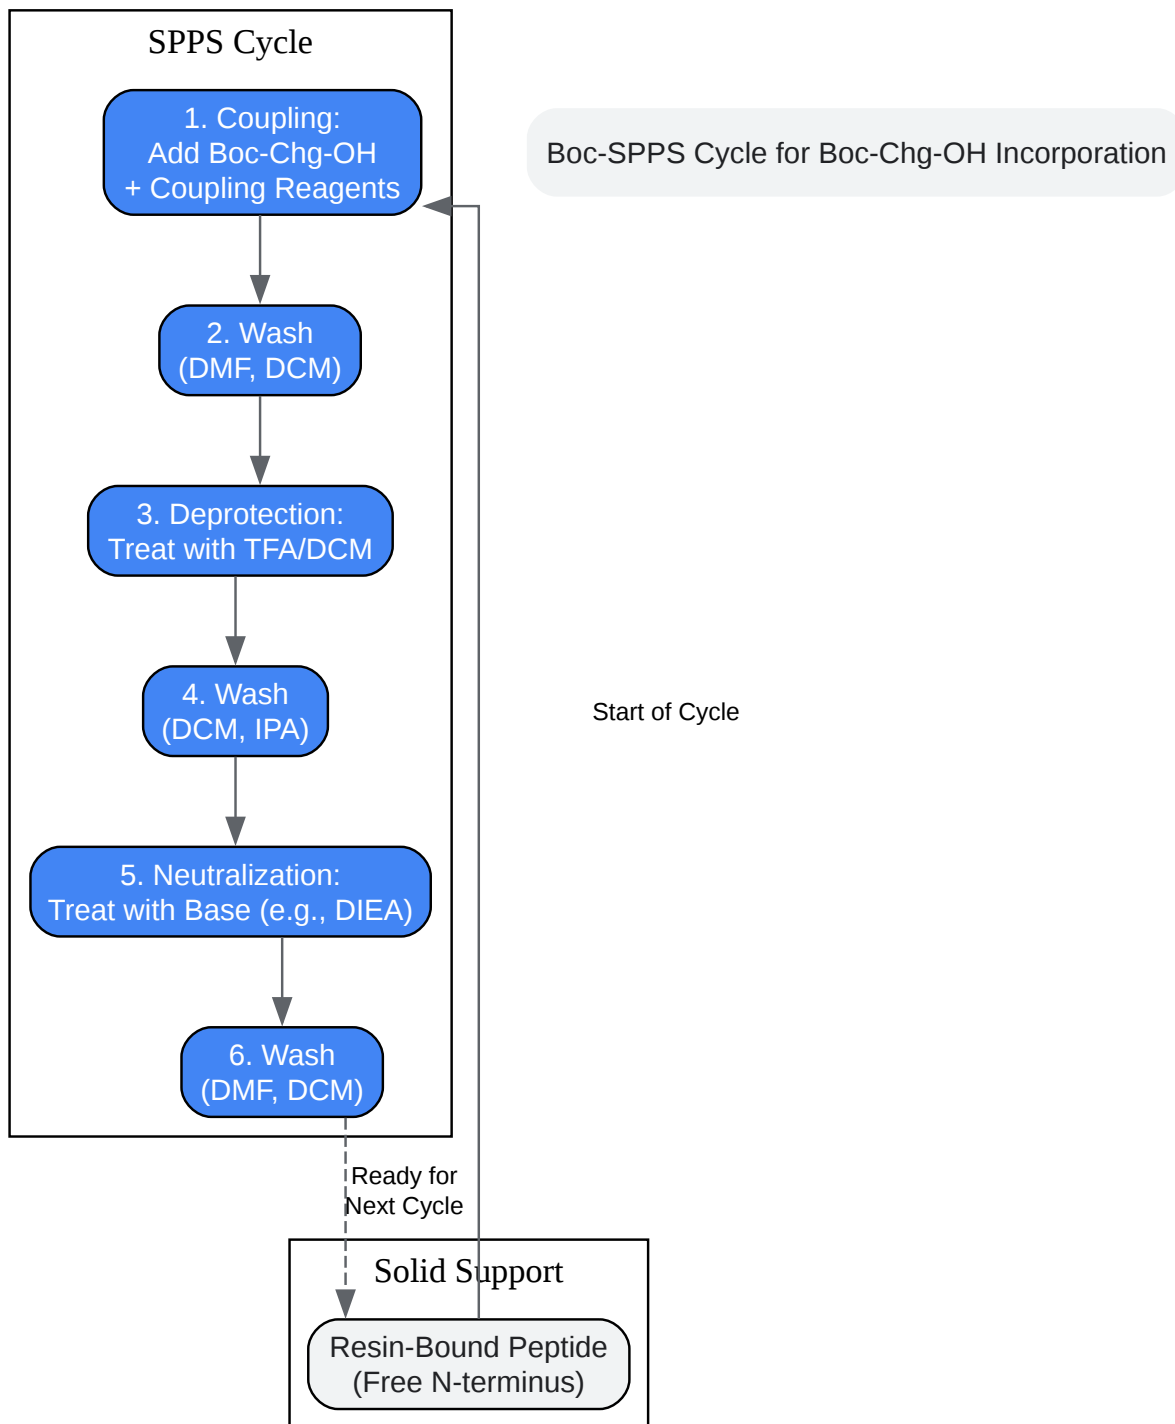 SPPS Cycle
1. Coupling:
Add Boc-Chg-OH
+ Coupling Reagents
Boc-SPPS Cycle for Boc-Chg-OH Incorporation
2. Wash
(DMF, DCM)
3. Deprotection:
Treat with TFA/DCM
4. Wash
(DCM, IPA)
Start of Cycle
5. Neutralization:
Treat with Base (e.g., DIEA)
6. Wash
(DMF, DCM)
Ready for
Next Cycle
Solid Support
Resin-Bound Peptide
(Free N-terminus)